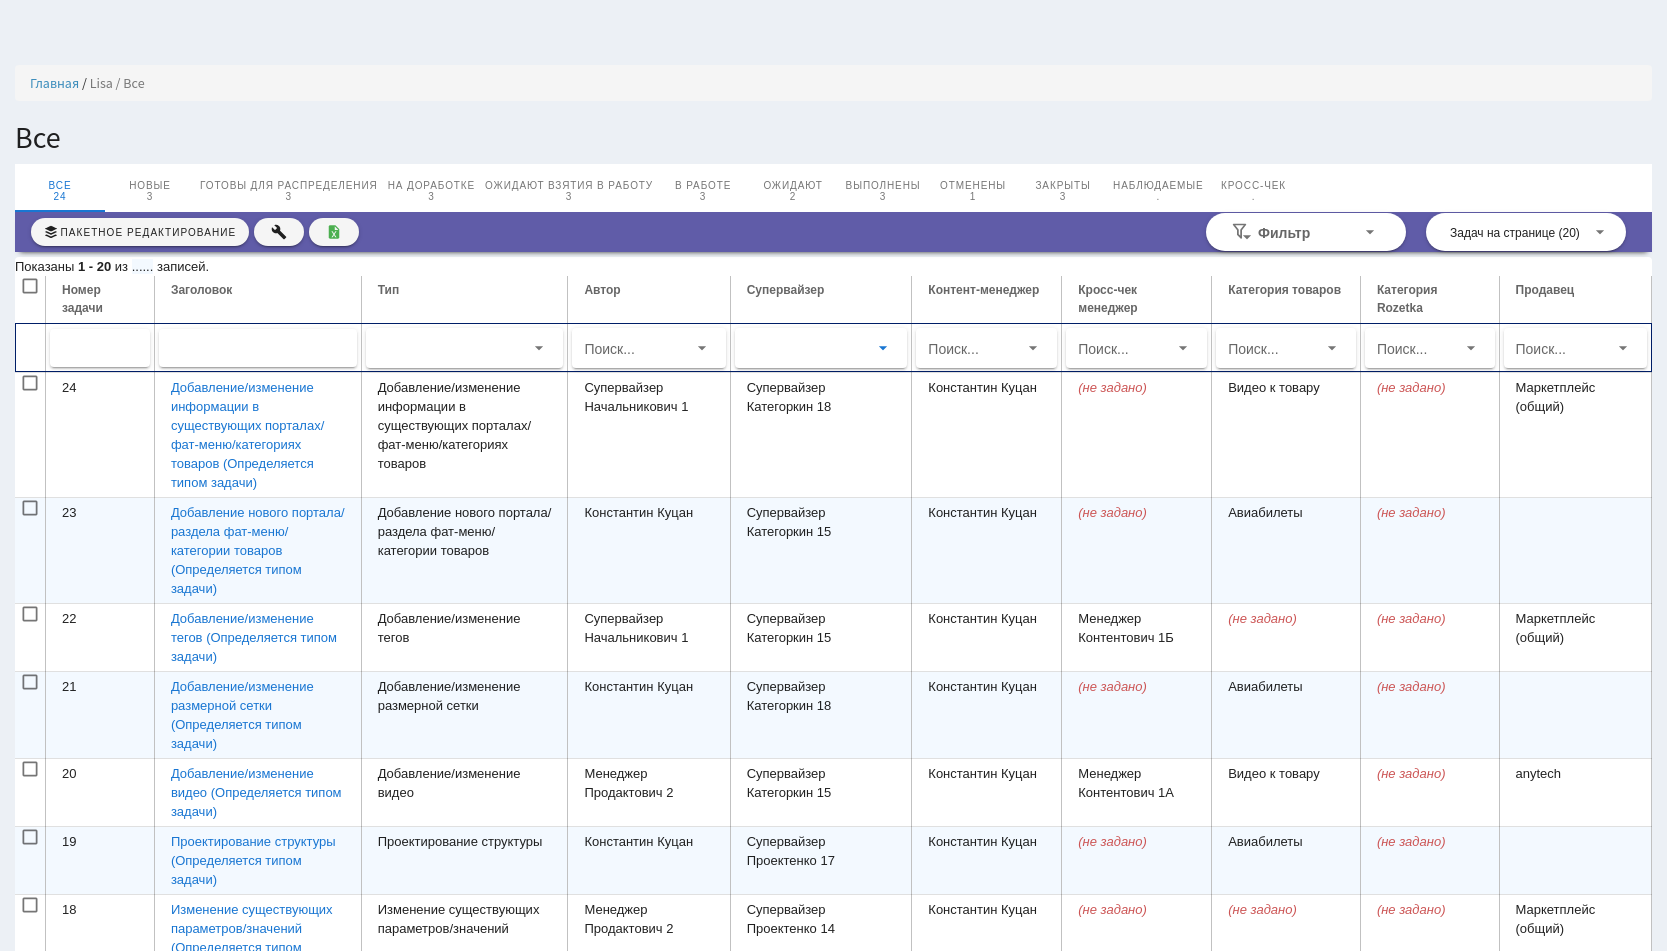 Главная / Lisa / Все
Все
ВСЕ НОВЫЕ ГОТОВЫ ДЛЯ РАСПРЕДЕЛЕНИЯ НА ДОРАБОТКЕ ОЖИДАЮТ ВЗЯТИЯ В РАБОТУ В РАБОТЕ ОЖИДАЮТ ВЫПОЛНЕНЫ ОТМЕНЕНЫ ЗАКРЫТЫ НАБЛЮДАЕМЫЕ КРОСС-ЧЕК
24 3 3 3 3 3 2 3 1 3 . .
ПАКЕТНОЕ РЕДАКТИРОВАНИЕ Фильтр Задач на странице (20)
Показаны 1 - 20 из ...... записей.
Номер Заголовок Тип Автор Супервайзер Контент-менеджер Кросс-чек Категория товаров Категория Продавец
задачи менеджер Rozetka
Поиск... Поиск... Поиск... Поиск... Поиск... Поиск...
24 Добавление/изменение Добавление/изменение Супервайзер Супервайзер Константин Куцан (не задано) Видео к товару (не задано) Маркетплейс
информации в информации в Начальникович 1 Категоркин 18 (общий)
существующих порталах/ существующих порталах/
фат-меню/категориях фат-меню/категориях
товаров (Определяется товаров
типом задачи)
23 Добавление нового портала/ Добавление нового портала/ Константин Куцан Супервайзер Константин Куцан (не задано) Авиабилеты (не задано)
раздела фат-меню/ раздела фат-меню/ Категоркин 15
категории товаров категории товаров
(Определяется типом
задачи)
22 Добавление/изменение Добавление/изменение Супервайзер Супервайзер Константин Куцан Менеджер (не задано) (не задано) Маркетплейс
тегов (Определяется типом тегов Начальникович 1 Категоркин 15 Контентович 1Б (общий)
задачи)
21 Добавление/изменение Добавление/изменение Константин Куцан Супервайзер Константин Куцан (не задано) Авиабилеты (не задано)
размерной сетки размерной сетки Категоркин 18
(Определяется типом
задачи)
20 Добавление/изменение Добавление/изменение Менеджер Супервайзер Константин Куцан Менеджер Видео к товару (не задано) anytech
видео (Определяется типом видео Продактович 2 Категоркин 15 Контентович 1А
задачи)
19 Проектирование структуры Проектирование структуры Константин Куцан Супервайзер Константин Куцан (не задано) Авиабилеты (не задано)
(Определяется типом Проектенко 17
задачи)
18 Изменение существующих Изменение существующих Менеджер Супервайзер Константин Куцан (не задано) (не задано) (не задано) Маркетплейс
параметров/значений параметров/значений Продактович 2 Проектенко 14 (общий)
(Определяется типом